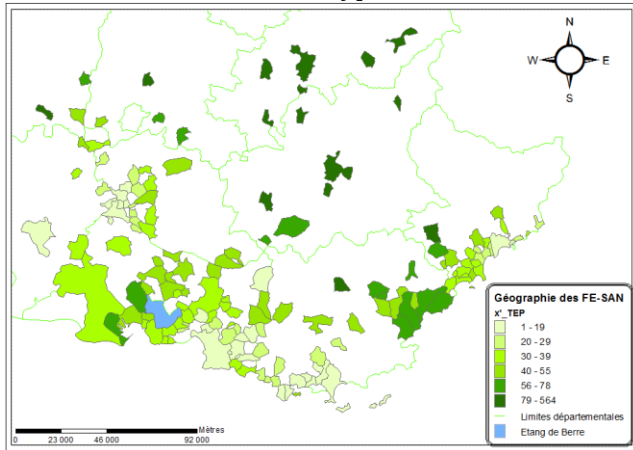 N
W E
S
Géographie des FE-SAN
x'_TEP
1 - 19
20 - 29
30 - 39
40 - 55
56 - 78
79 - 564
Limites départementales
Etang de Berre
Mètres
0 23 000 46 000 92 000